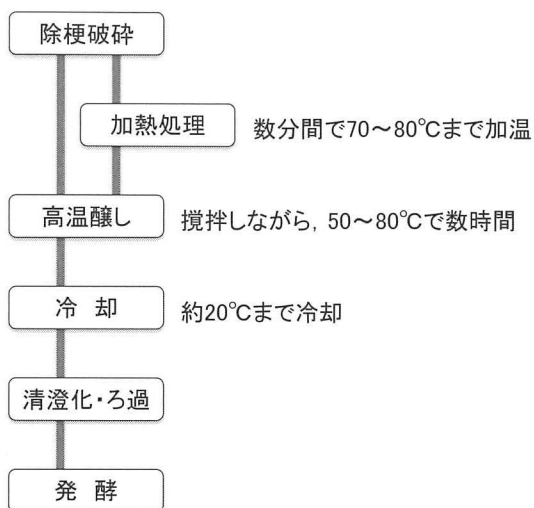 除梗破砕
加熱処理 数分間で70～80℃まで加温
高温醸し 撹拌しながら, 50～80℃で数時間
冷 却 約20℃まで冷却
清澄化・ろ過
発 酵